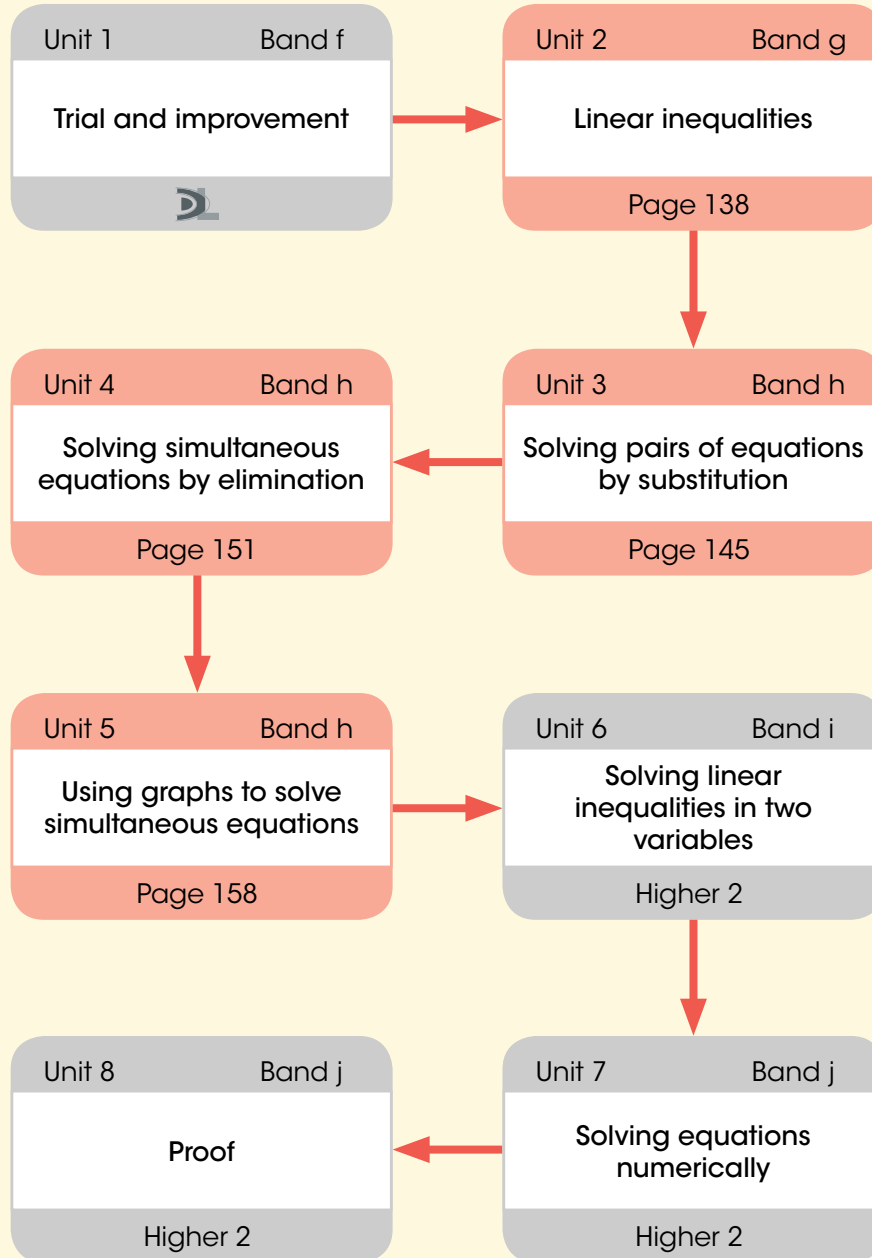 Unit 1 Band f
Trial and improvement
DL
Unit 2 Band g
Linear inequalities
Page 138
Unit 3 Band h
Solving pairs of equations
by substitution
Page 145
Unit 4 Band h
Solving simultaneous
equations by elimination
Page 151
Unit 5 Band h
Using graphs to solve
simultaneous equations
Page 158
Unit 6 Band i
Solving linear
inequalities in two
variables
Higher 2
Unit 7 Band j
Solving equations
numerically
Higher 2
Unit 8 Band j
Proof
Higher 2